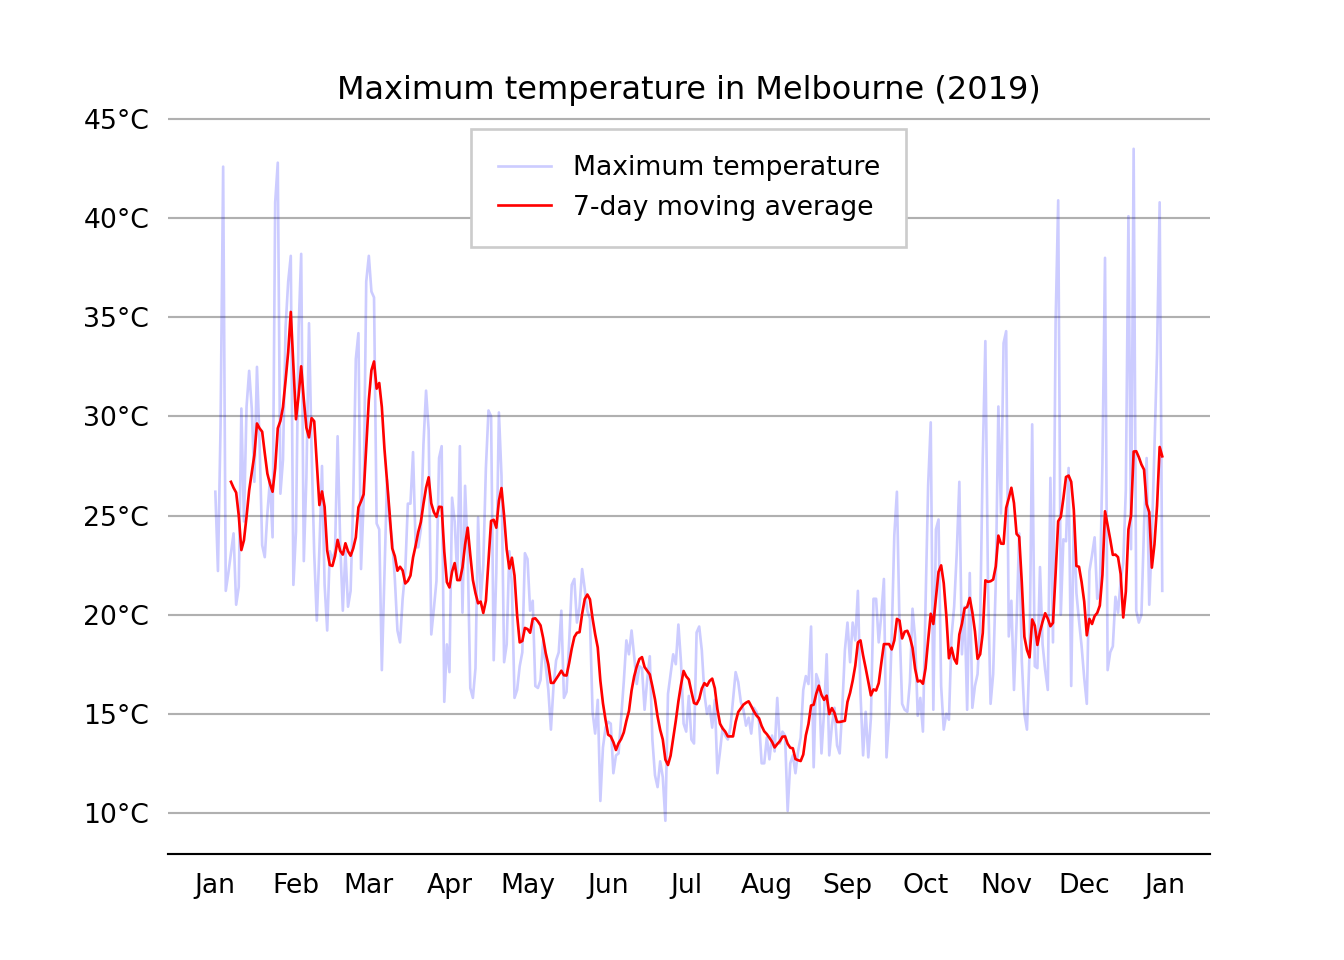 Maximum temperature in Melbourne (2019)
45°C
Maximum temperature
7-day moving average
40°C
35°C
30°C
25°C
20°C
15°C
10°C
Jan Feb Mar Apr May Jun Jul Aug Sep Oct Nov Dec Jan